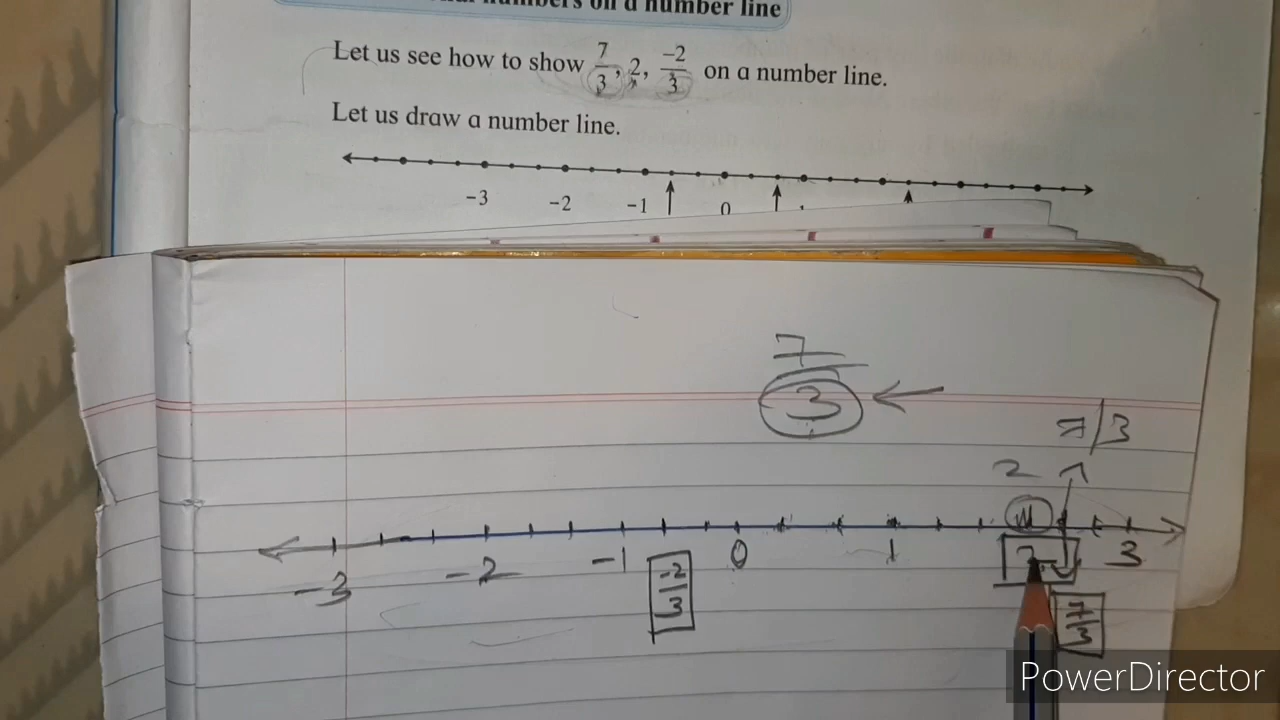 numbers on a number line
Let us see how to show 7/3, 2, -2/3 on a number line.
Let us draw a number line.
-3 -2 -1 0
7
3
3
2
-3 -2 -1 0 1 3
-2/3
7/3
PowerDirector